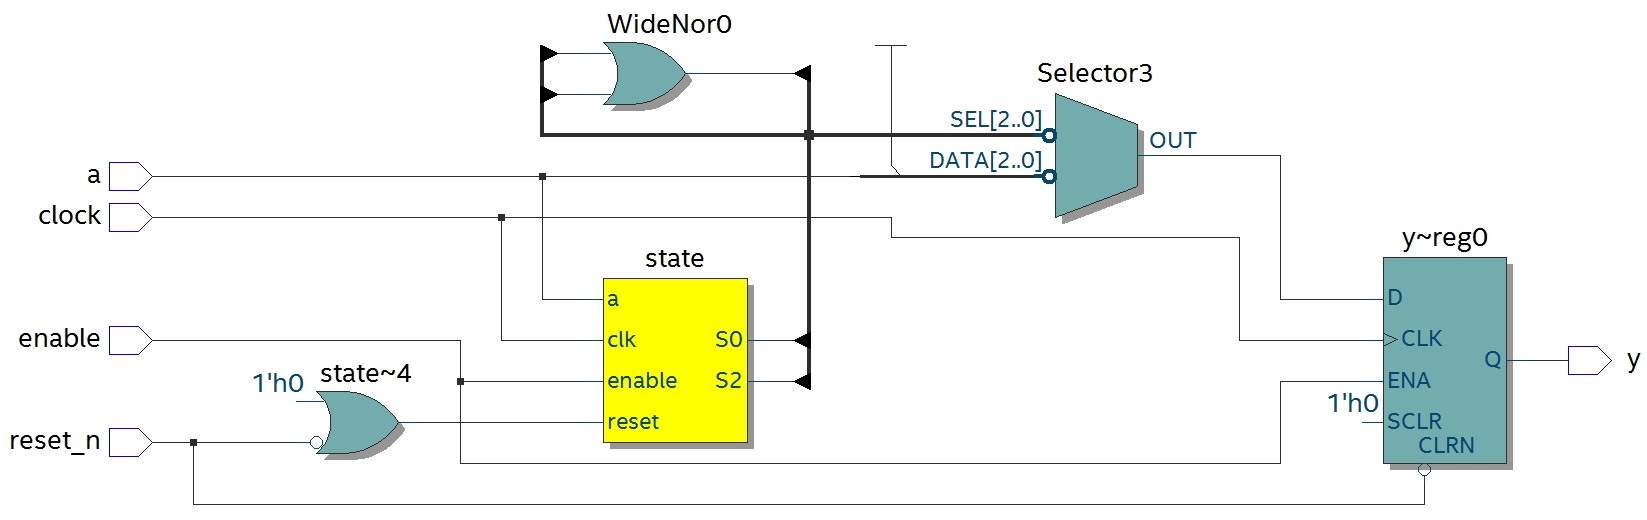 WideNor0
Selector3
SEL[2..0]
OUT
DATA[2..0]
a
clock
y~reg0
state
a
D
enable
clk
S0
CLK
Q
y
state~4
1'h0
enable
S2
ENA
1'h0
reset_n
reset
SCLR
CLRN